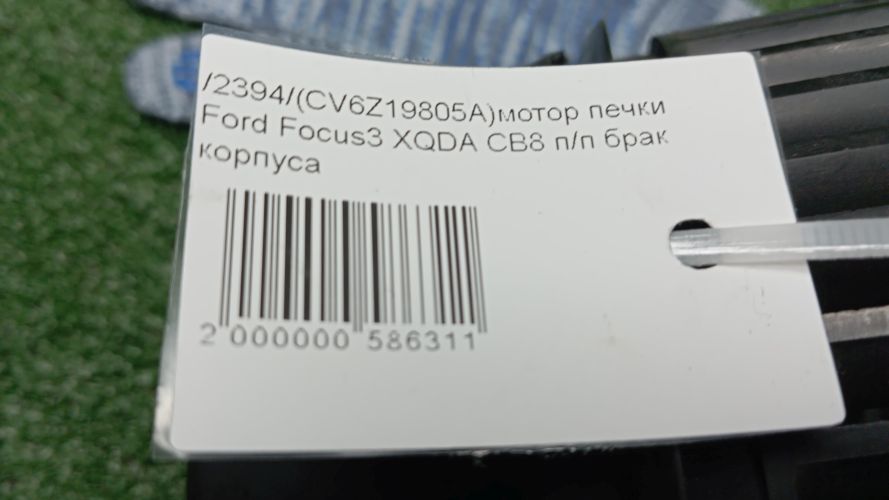 /2394/(CV6Z19805A)мотор печки
Ford Focus3 XQDA CB8 п/п брак
корпуса
2 000000 586311